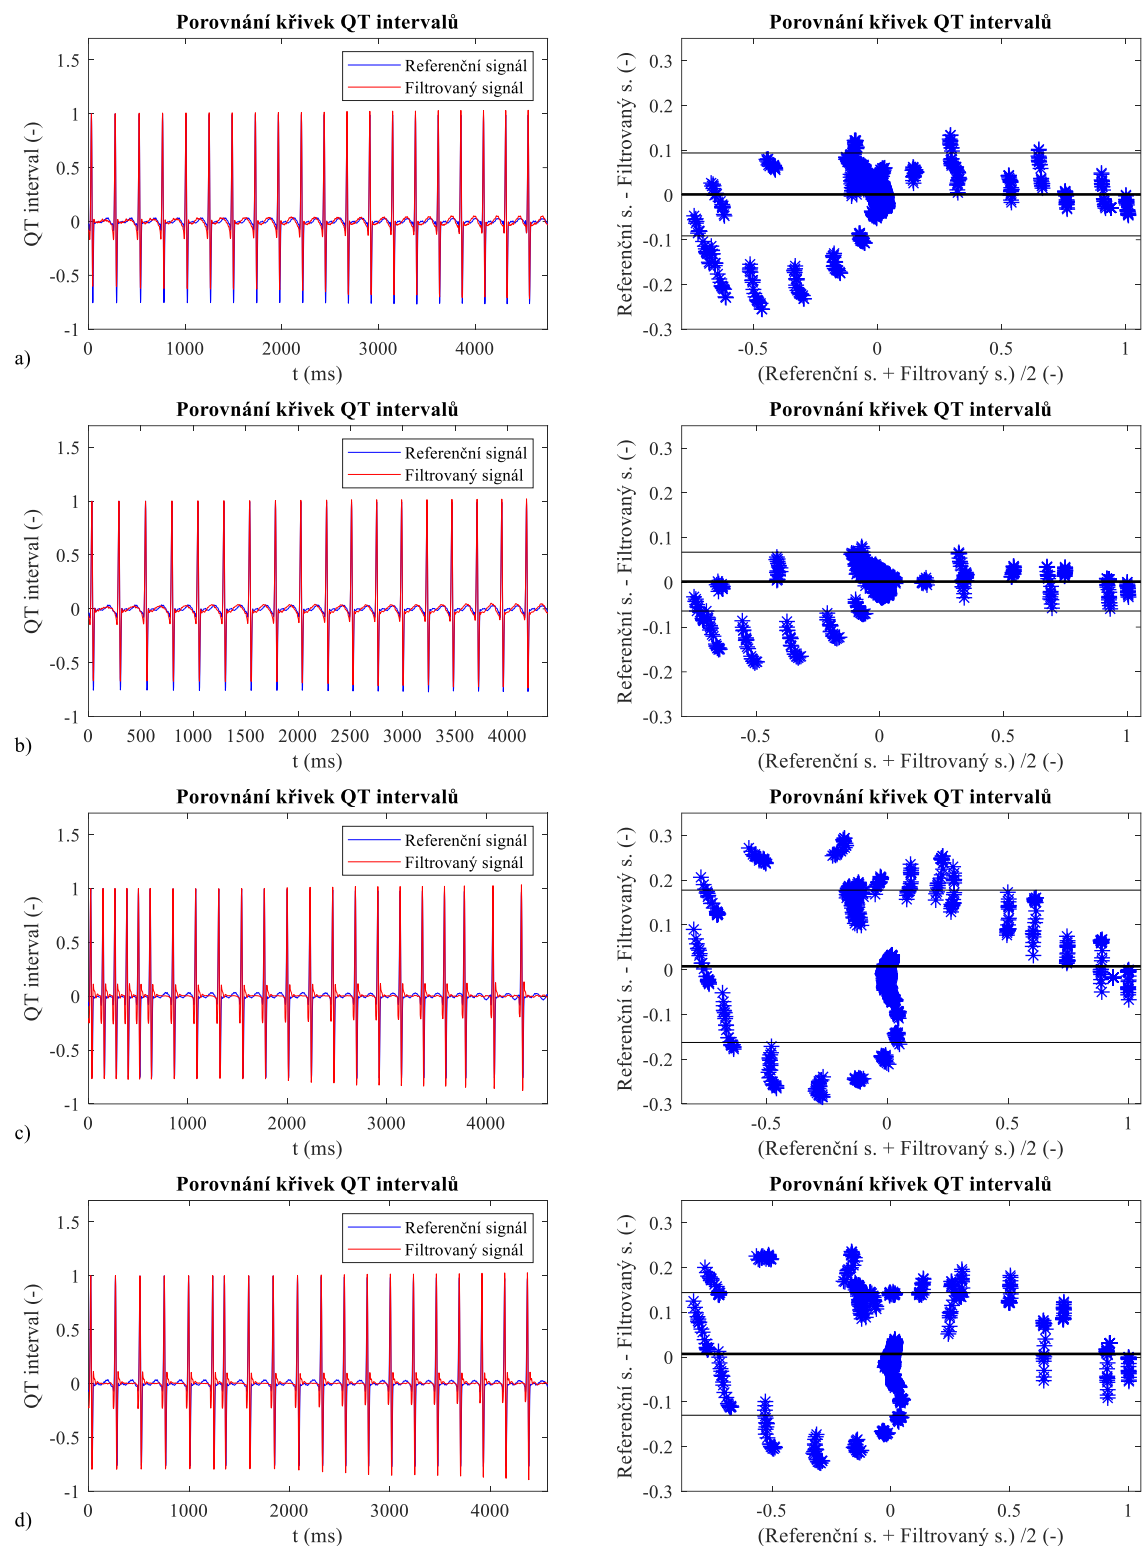 Porovnání křivek QT intervalů
QT interval (-)
1.5
1
0.5
0
-0.5
-1
Referenční signál
Filtrovaný signál
0 1000 2000 3000 4000
t (ms)
a)
Porovnání křivek QT intervalů
Referenční s. - Filtrovaný s. (-)
0.3
0.2
0.1
0
-0.1
-0.2
-0.3
-0.5 0 0.5 1
(Referenční s. + Filtrovaný s.) /2 (-)
Porovnání křivek QT intervalů
QT interval (-)
1.5
1
0.5
0
-0.5
-1
Referenční signál
Filtrovaný signál
0 500 1000 1500 2000 2500 3000 3500 4000
t (ms)
b)
Porovnání křivek QT intervalů
Referenční s. - Filtrovaný s. (-)
0.3
0.2
0.1
0
-0.1
-0.2
-0.3
-0.5 0 0.5 1
(Referenční s. + Filtrovaný s.) /2 (-)
Porovnání křivek QT intervalů
QT interval (-)
1.5
1
0.5
0
-0.5
-1
Referenční signál
Filtrovaný signál
0 1000 2000 3000 4000
t (ms)
c)
Porovnání křivek QT intervalů
Referenční s. - Filtrovaný s. (-)
0.3
0.2
0.1
0
-0.1
-0.2
-0.3
-0.5 0 0.5 1
(Referenční s. + Filtrovaný s.) /2 (-)
Porovnání křivek QT intervalů
QT interval (-)
1.5
1
0.5
0
-0.5
-1
Referenční signál
Filtrovaný signál
0 1000 2000 3000 4000
t (ms)
d)
Porovnání křivek QT intervalů
Referenční s. - Filtrovaný s. (-)
0.3
0.2
0.1
0
-0.1
-0.2
-0.3
-0.5 0 0.5 1
(Referenční s. + Filtrovaný s.) /2 (-)